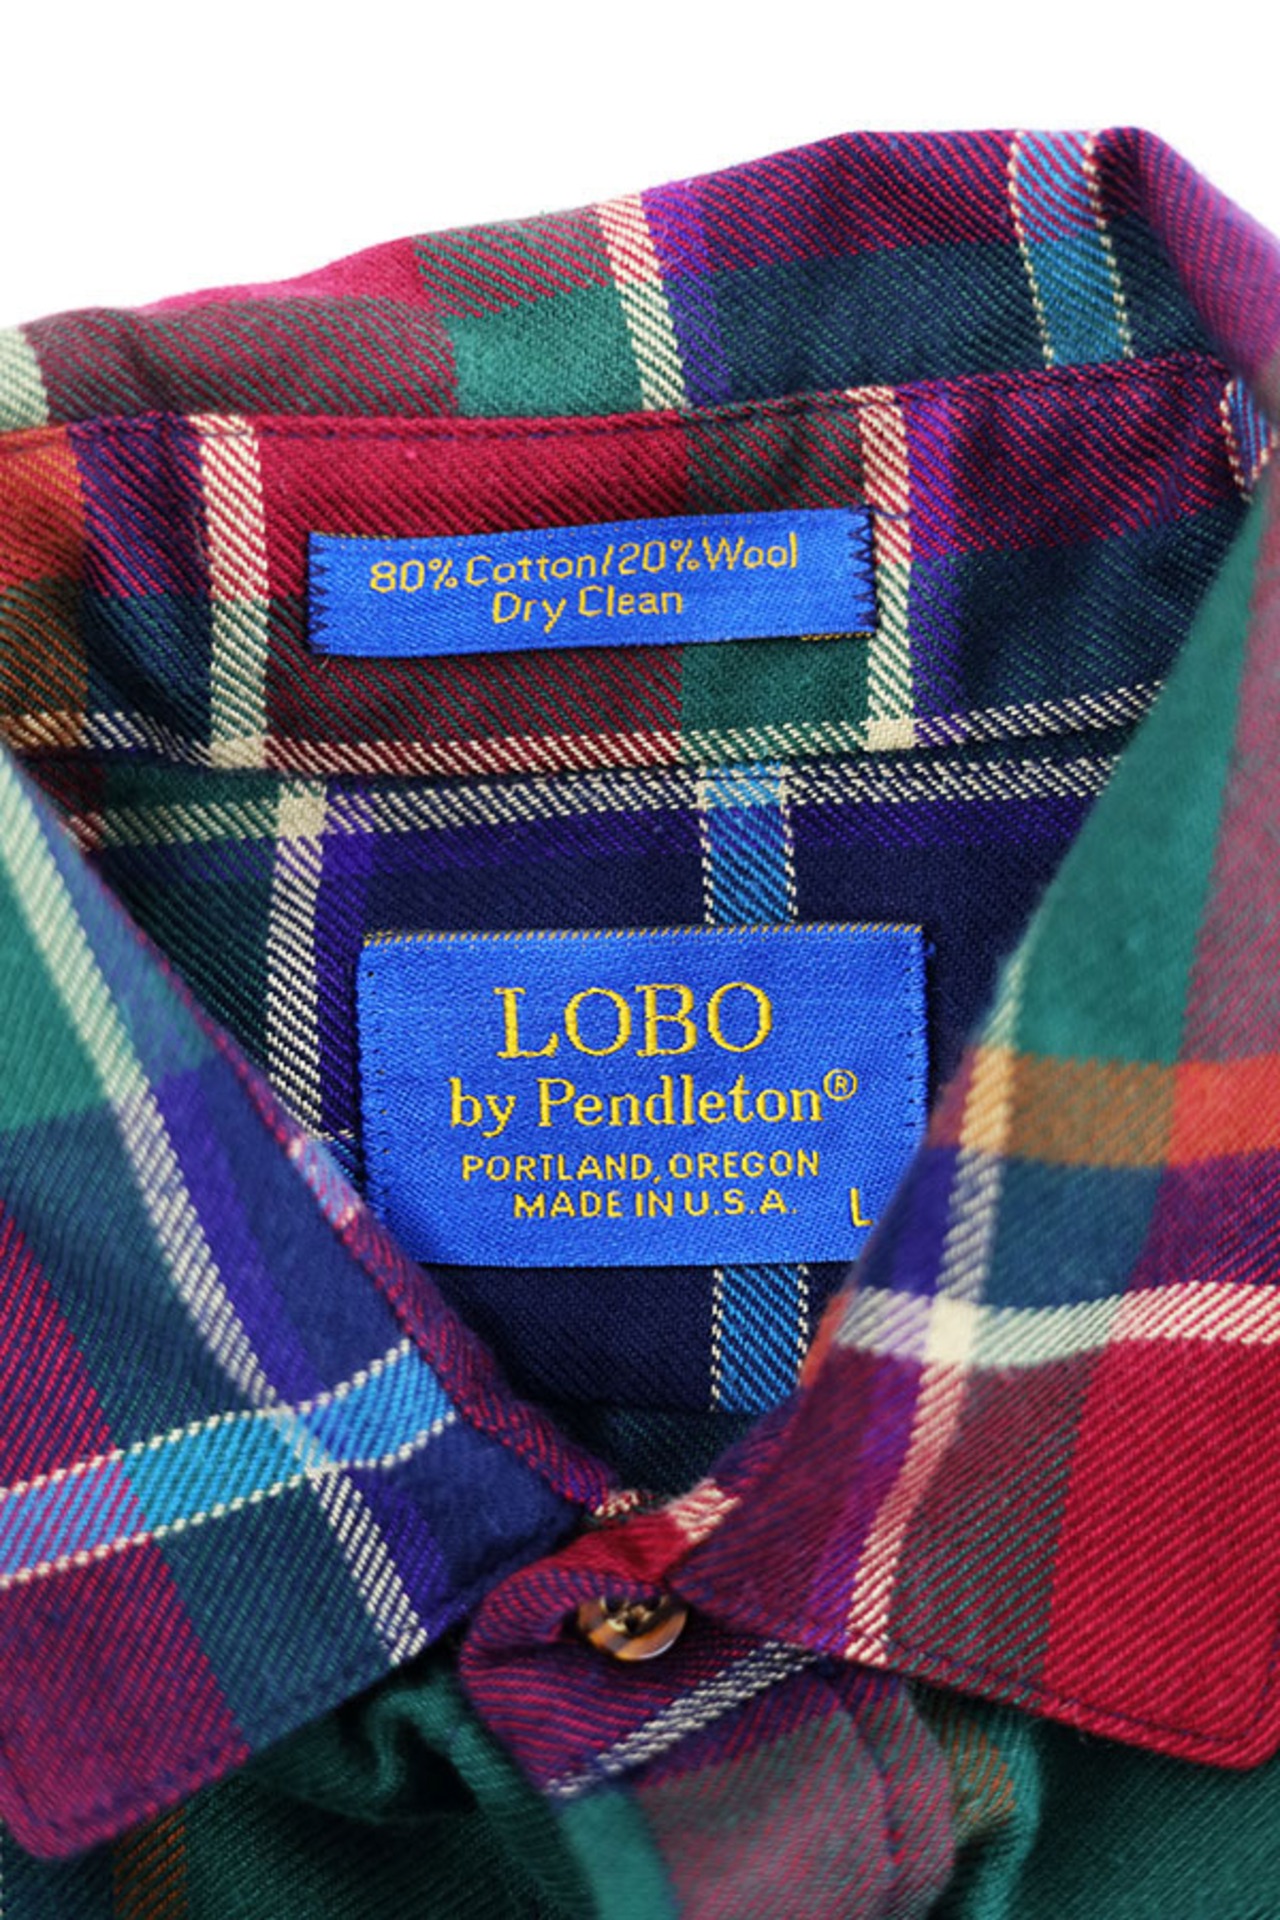 80% Cotton/20% Wool
Dry Clean
LOBO
by Pendleton®
PORTLAND, OREGON
MADE IN U.S.A. L